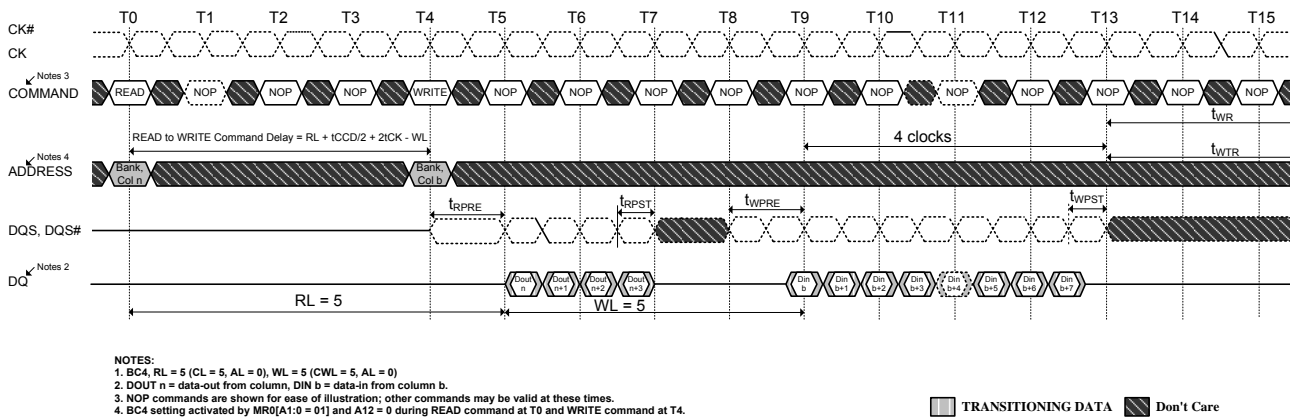 T0 T1 T2 T3 T4 T5 T6 T7 T8 T9 T10 T11 T12 T13 T14 T15
CK#
CK
Notes 3
COMMAND
READ NOP NOP NOP WRITE NOP NOP NOP NOP NOP NOP NOP NOP NOP NOP NOP
READ to WRITE Command Delay = RL + tCCD/2 + 2tCK - WL
4 clocks
tWR
tWTR
Notes 4
ADDRESS
Bank, Col n
Bank, Col b
tRPRE
tRPST
tWPRE
tWPST
DQS, DQS#
Notes 2
DQ
Dout n Dout n+1 Dout n+2 Dout n+3 Din b Din b+1 Din b+2 Din b+3 Din b+4 Din b+5 Din b+6 Din b+7
RL = 5
WL = 5
NOTES:
1. BC4, RL = 5 (CL = 5, AL = 0), WL = 5 (CWL = 5, AL = 0)
2. DOUT n = data-out from column, DIN b = data-in from column b.
3. NOP commands are shown for ease of illustration; other commands may be valid at these times.
4. BC4 setting activated by MR0[A1:0 = 01] and A12 = 0 during READ command at T0 and WRITE command at T4.
TRANSITIONING DATA
Don't Care